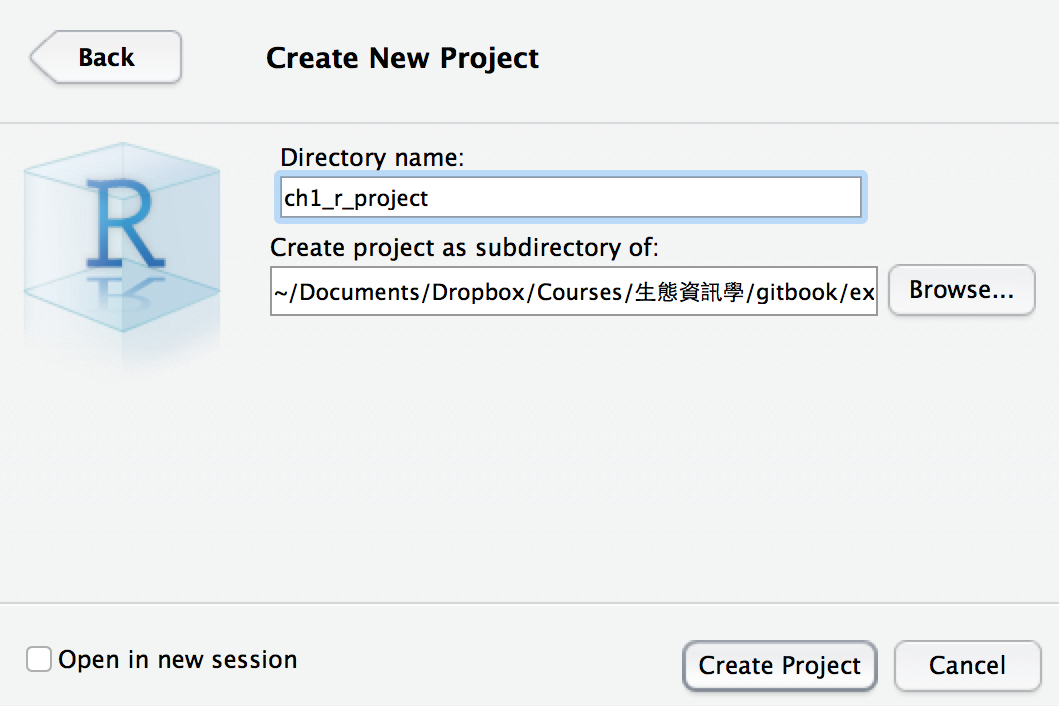 Back
Create New Project
R
Directory name:
ch1_r_project
Create project as subdirectory of:
~/Documents/Dropbox/Courses/生態資訊學/gitbook/ex
Browse...
Open in new session
Create Project
Cancel